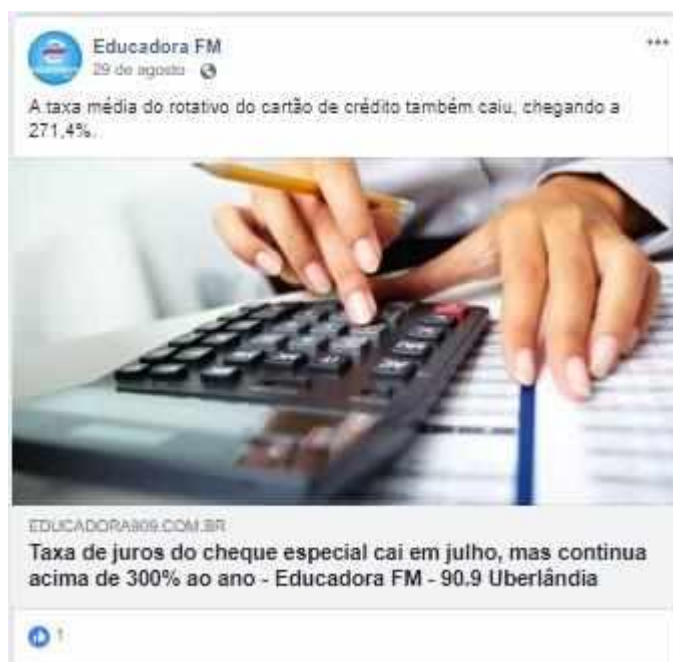 Educadora FM
29 de agosto
A taxa média do rotativo do cartão de crédito também caiu, chegando a
271,4%.
EDUCADORA909.COM.BR
Taxa de juros do cheque especial cai em julho, mas continua
acima de 300% ao ano - Educadora FM - 90.9 Uberlândia
1